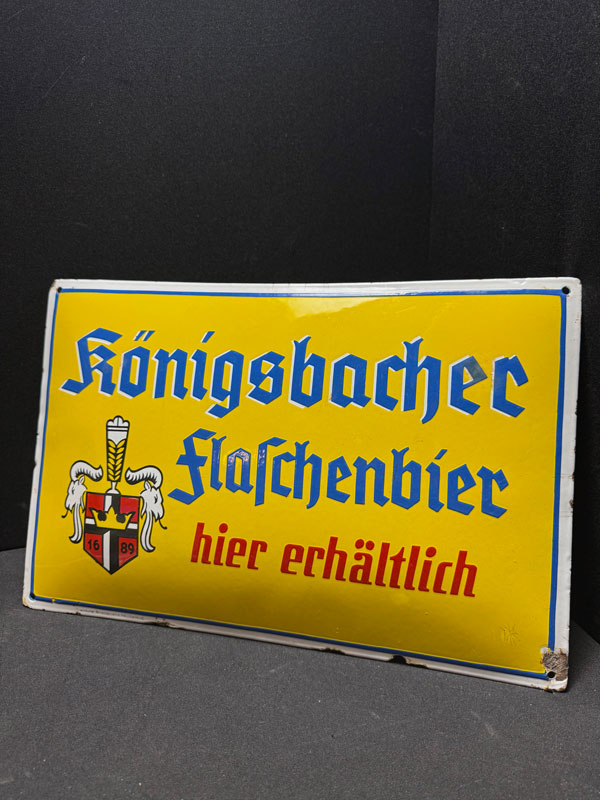 Königsbacher
Flaſchenbier
hier erhältlich
16 89